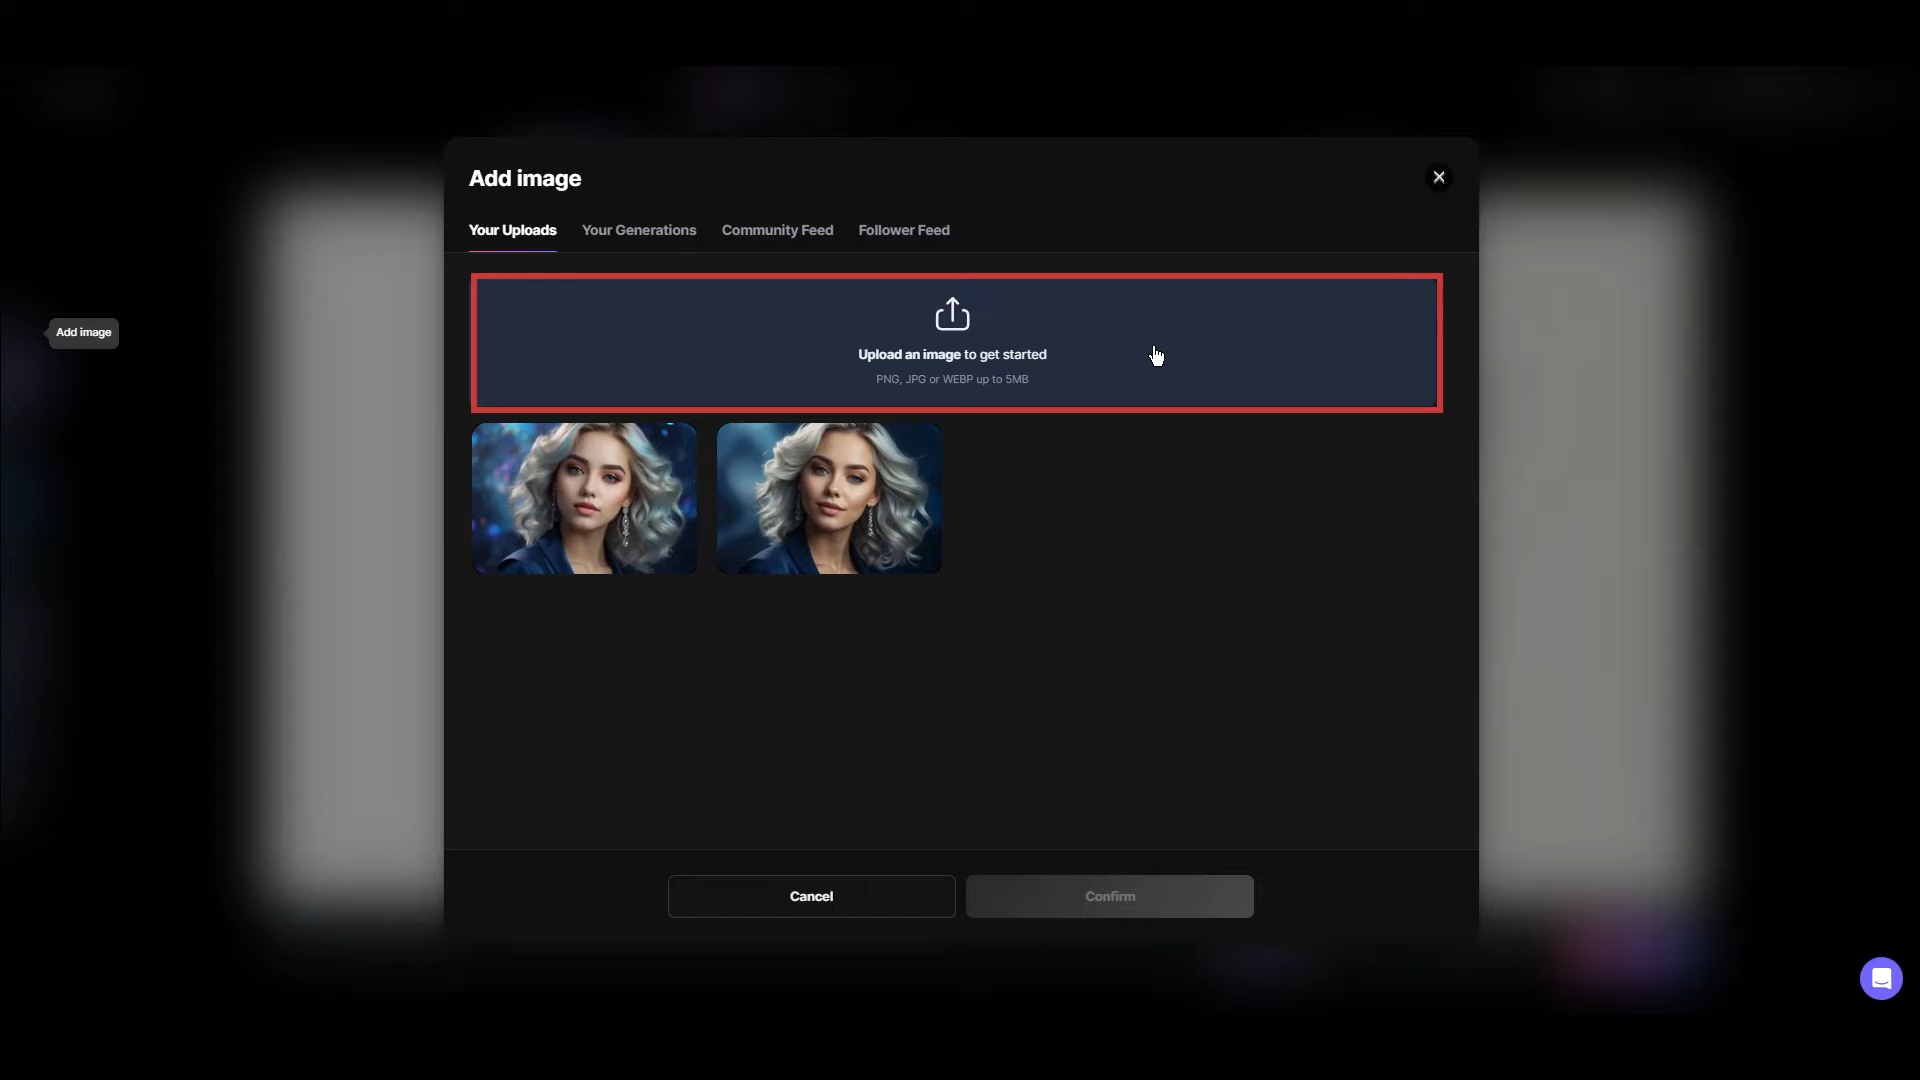 Add image
Your Uploads
Your Generations
Community Feed
Follower Feed
Add image
Upload an image to get started
PNG, JPG or WEBP up to 5MB
Cancel
Confirm